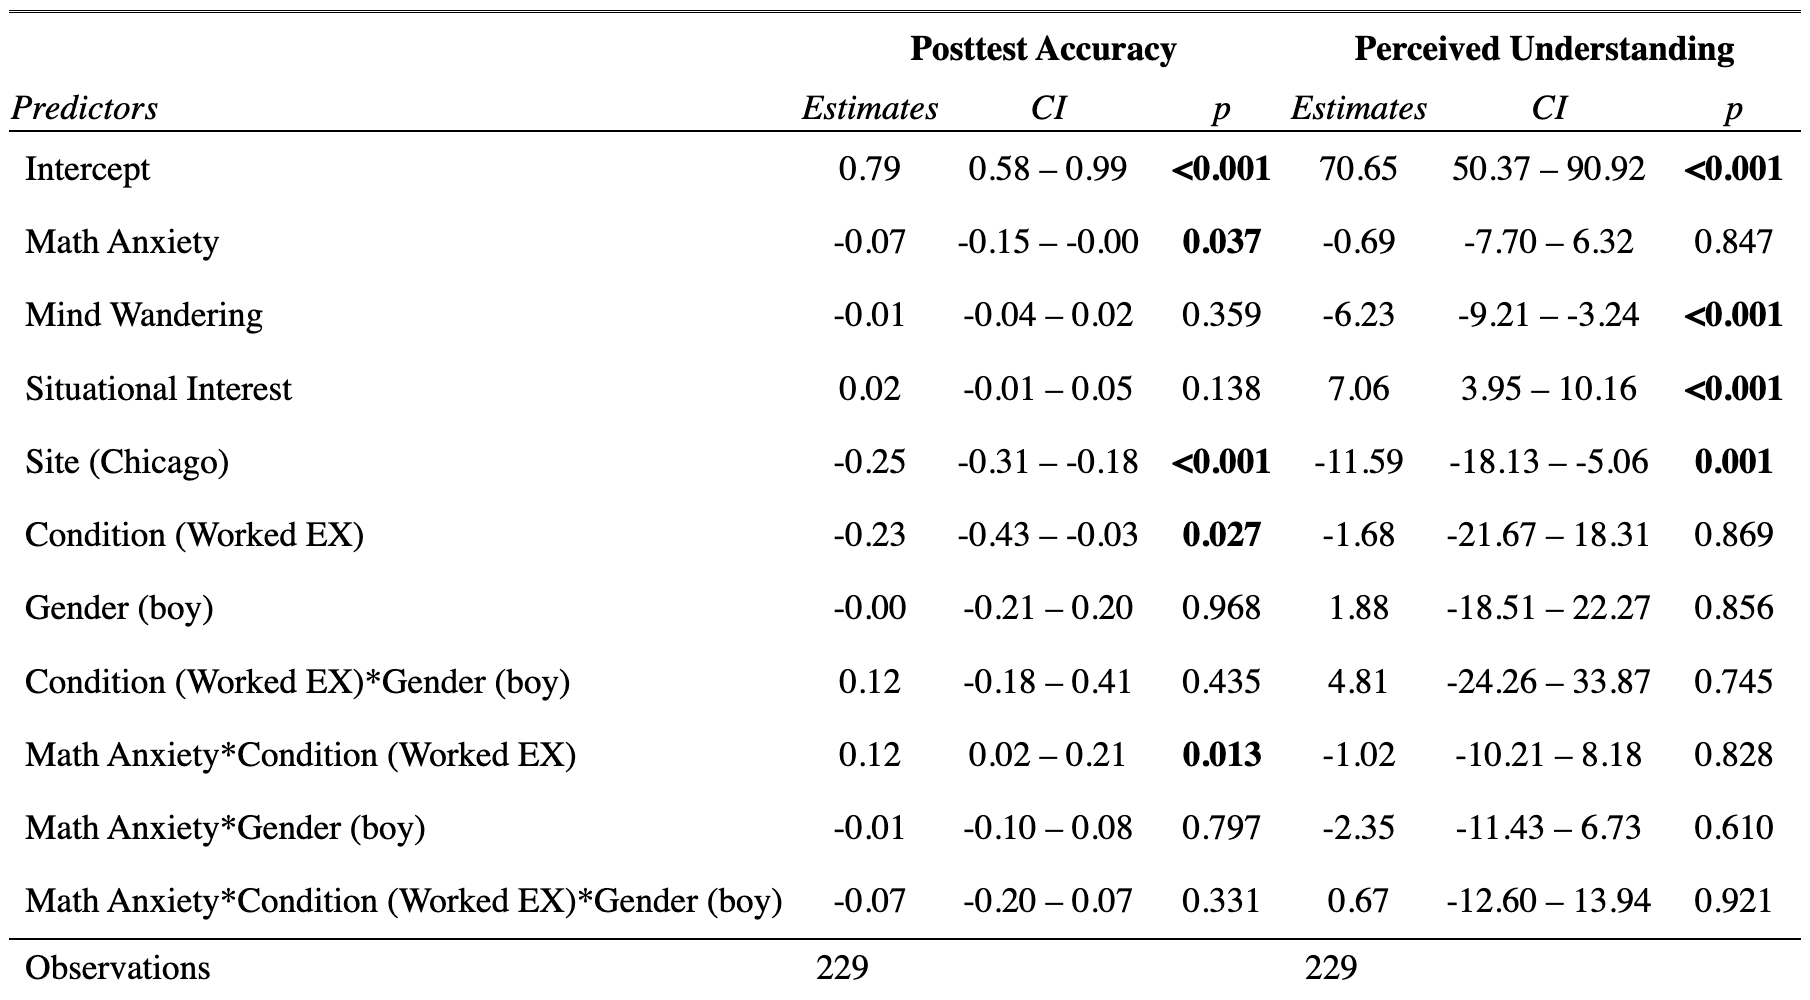 Posttest Accuracy Perceived Understanding
Predictors Estimates CI p Estimates CI p
Intercept 0.79 0.58 – 0.99 <0.001 70.65 50.37 – 90.92 <0.001
Math Anxiety -0.07 -0.15 – -0.00 0.037 -0.69 -7.70 – 6.32 0.847
Mind Wandering -0.01 -0.04 – 0.02 0.359 -6.23 -9.21 – -3.24 <0.001
Situational Interest 0.02 -0.01 – 0.05 0.138 7.06 3.95 – 10.16 <0.001
Site (Chicago) -0.25 -0.31 – -0.18 <0.001 -11.59 -18.13 – -5.06 0.001
Condition (Worked EX) -0.23 -0.43 – -0.03 0.027 -1.68 -21.67 – 18.31 0.869
Gender (boy) -0.00 -0.21 – 0.20 0.968 1.88 -18.51 – 22.27 0.856
Condition (Worked EX)*Gender (boy) 0.12 -0.18 – 0.41 0.435 4.81 -24.26 – 33.87 0.745
Math Anxiety*Condition (Worked EX) 0.12 0.02 – 0.21 0.013 -1.02 -10.21 – 8.18 0.828
Math Anxiety*Gender (boy) -0.01 -0.10 – 0.08 0.797 -2.35 -11.43 – 6.73 0.610
Math Anxiety*Condition (Worked EX)*Gender (boy) -0.07 -0.20 – 0.07 0.331 0.67 -12.60 – 13.94 0.921
Observations 229 229